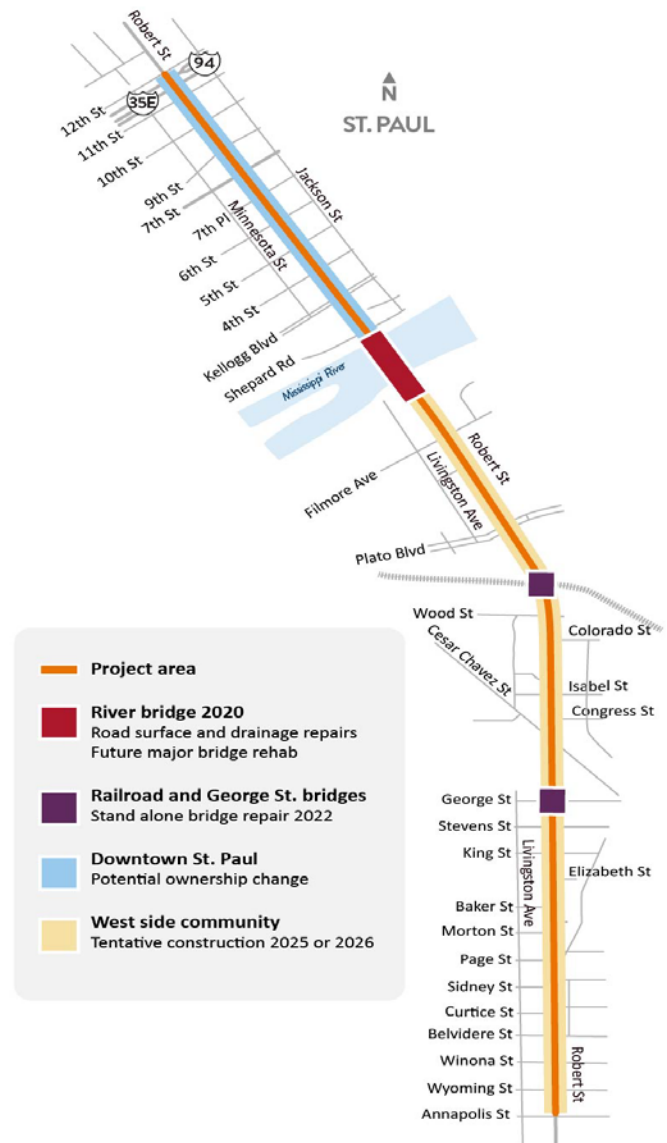 Robert St
94
35E
N
ST. PAUL
12th St
11th St
10th St
9th St
7th St
7th Pl
6th St
5th St
4th St
Jackson St
Minnesota St
Kellogg Blvd
Shepard Rd
Mississippi River
Robert St
Livingston Ave
Filmore Ave
Plato Blvd
Wood St
Colorado St
Cesar Chavez St
Isabel St
Congress St
George St
Stevens St
King St
Livingston Ave
Elizabeth St
Baker St
Morton St
Page St
Sidney St
Curtice St
Belvidere St
Winona St
Robert St
Wyoming St
Annapolis St
Project area
River bridge 2020
Road surface and drainage repairs
Future major bridge rehab
Railroad and George St. bridges
Stand alone bridge repair 2022
Downtown St. Paul
Potential ownership change
West side community
Tentative construction 2025 or 2026